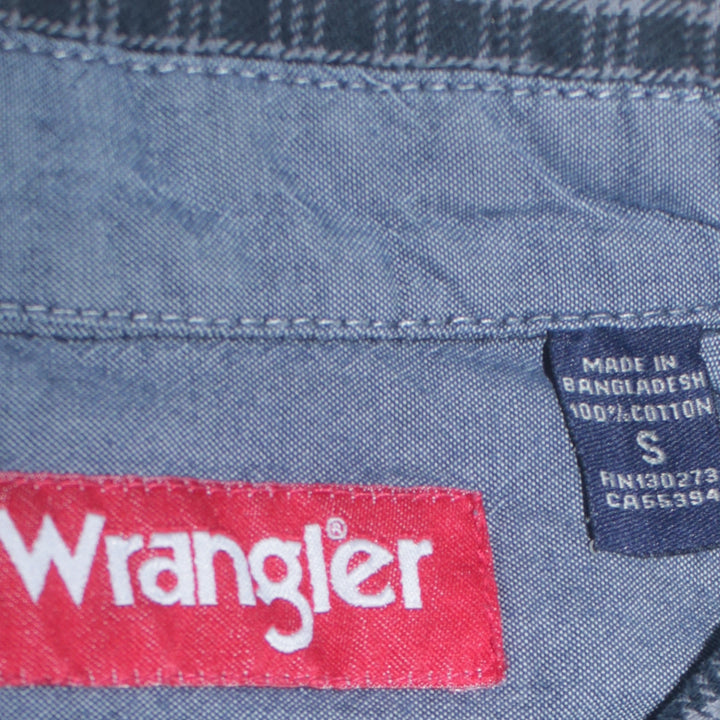 MADE IN
BANGLADESH
100% COTTON
S
RN130273
CA55394
Wrangler®